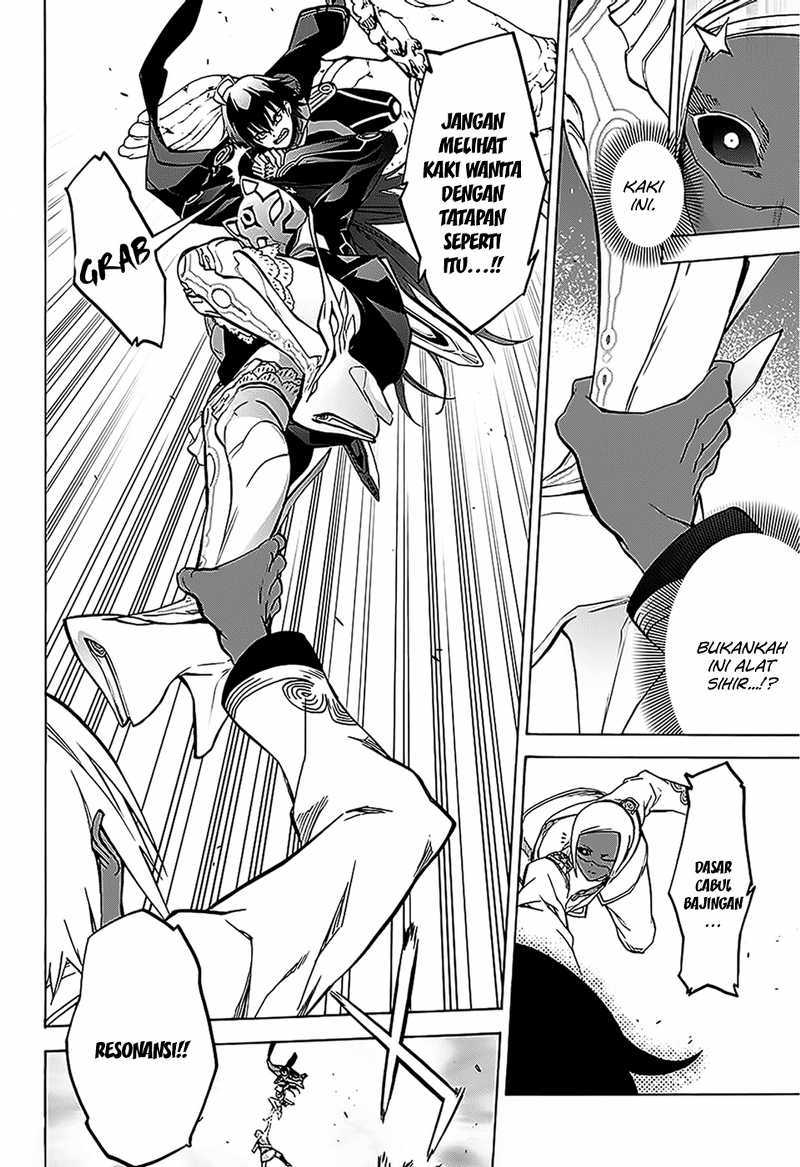 KAKI
INI.
BUKANKAH
INI ALAT
SIHIR...!?
DASAR
CABUL
BAJINGAN
...
JANGAN
MELIHAT
KAKI WANITA
DENGAN
TATAPAN
SEPERTI
ITU...!!
GRAB
RESONANSI!!